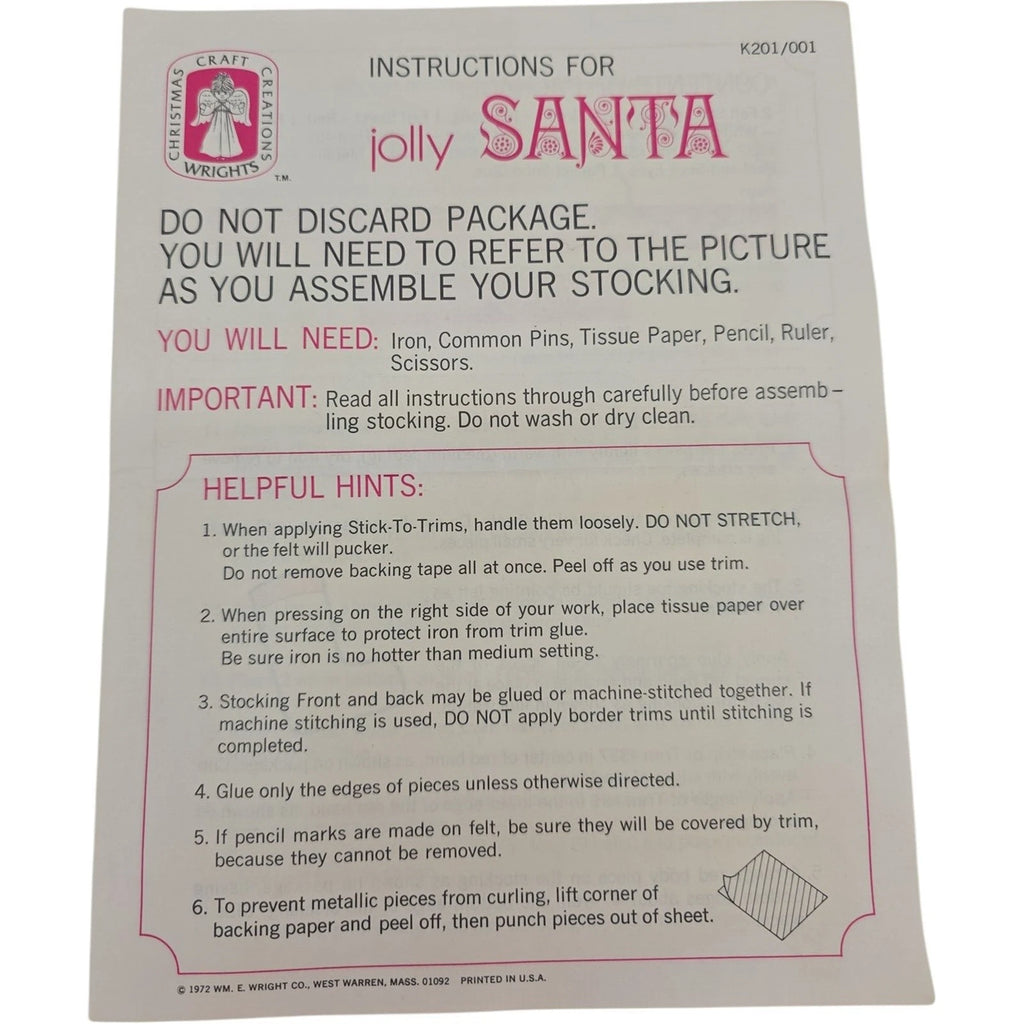 K201/001
CHRISTMAS CRAFT CREATIONS
WRIGHTS
T.M.
INSTRUCTIONS FOR
jolly SANTA
DO NOT DISCARD PACKAGE.
YOU WILL NEED TO REFER TO THE PICTURE
AS YOU ASSEMBLE YOUR STOCKING.
YOU WILL NEED: Iron, Common Pins, Tissue Paper, Pencil, Ruler,
Scissors.
IMPORTANT: Read all instructions through carefully before assemb-
ling stocking. Do not wash or dry clean.
HELPFUL HINTS:
1. When applying Stick-To-Trims, handle them loosely. DO NOT STRETCH,
or the felt will pucker.
Do not remove backing tape all at once. Peel off as you use trim.
2. When pressing on the right side of your work, place tissue paper over
entire surface to protect iron from trim glue.
Be sure iron is no hotter than medium setting.
3. Stocking Front and back may be glued or machine-stitched together. If
machine stitching is used, DO NOT apply border trims until stitching is
completed.
4. Glue only the edges of pieces unless otherwise directed.
5. If pencil marks are made on felt, be sure they will be covered by trim,
because they cannot be removed.
6. To prevent metallic pieces from curling, lift corner of
backing paper and peel off, then punch pieces out of sheet.
© 1972 WM. E. WRIGHT CO., WEST WARREN, MASS. 01092 PRINTED IN U.S.A.